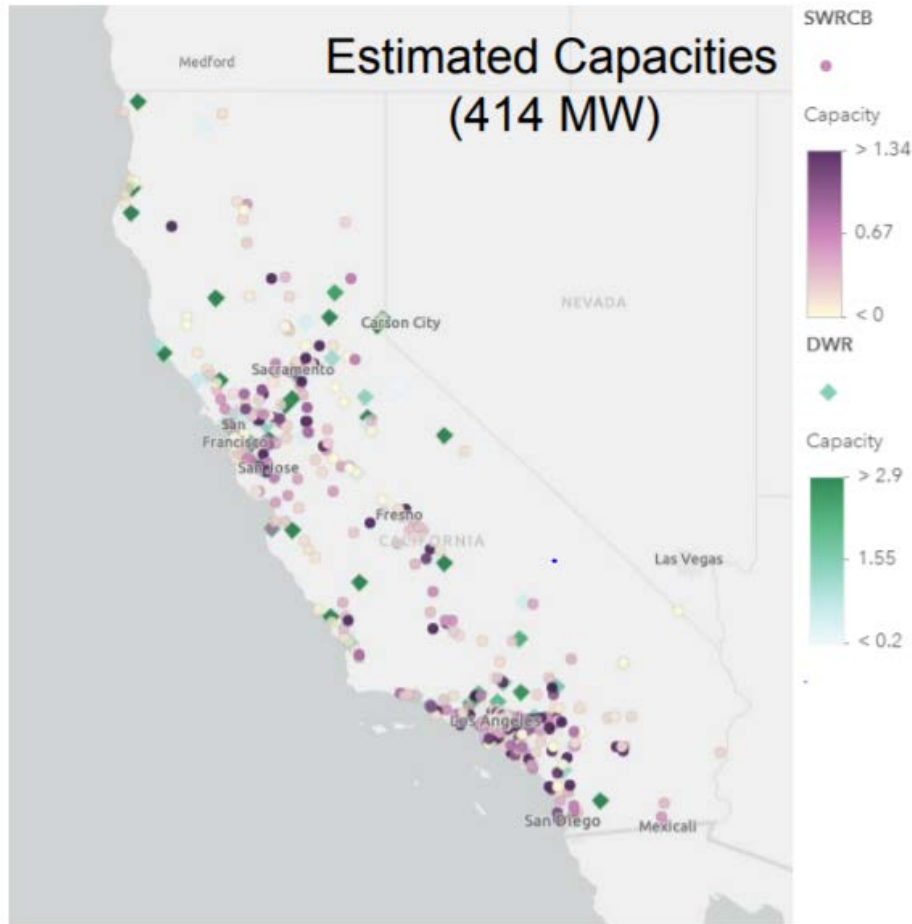 Estimated Capacities
(414 MW)
Medford
NEVADA
Carson City
Sacramento
San
Francisco
San Jose
Fresno
CALIFORNIA
Las Vegas
Los Angeles
San Diego
Mexicali
SWRCB
Capacity
> 1.34
0.67
< 0
DWR
Capacity
> 2.9
1.55
< 0.2